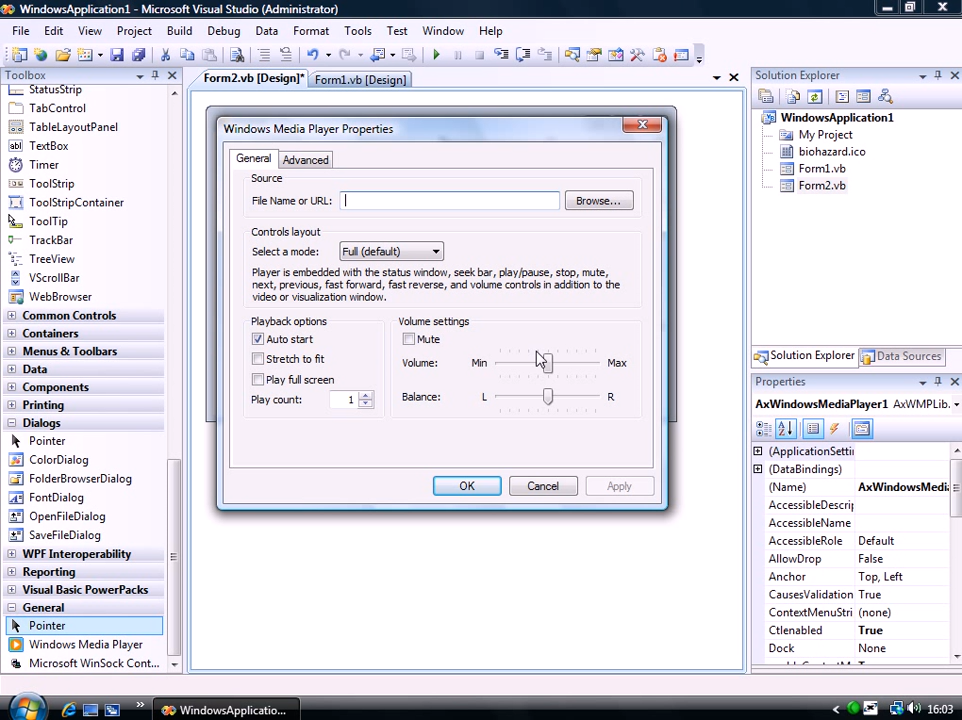 WindowsApplication1 - Microsoft Visual Studio (Administrator)
File Edit View Project Build Debug Data Format Tools Test Window Help
Toolbox
StatusStrip
TabControl
TableLayoutPanel
TextBox
Timer
ToolStrip
ToolStripContainer
ToolTip
TrackBar
TreeView
VScrollBar
WebBrowser
Common Controls
Containers
Menus & Toolbars
Data
Components
Printing
Dialogs
Pointer
ColorDialog
FolderBrowserDialog
FontDialog
OpenFileDialog
SaveFileDialog
WPF Interoperability
Reporting
Visual Basic PowerPacks
General
Pointer
Windows Media Player
Microsoft WinSock Cont...
Form2.vb [Design]* Form1.vb [Design]
Windows Media Player Properties
General Advanced
Source
File Name or URL: Browse...
Controls layout
Select a mode: Full (default)
Player is embedded with the status window, seek bar, play/pause, stop, mute,
next, previous, fast forward, fast reverse, and volume controls in addition to the
video or visualization window.
Playback options
Auto start
Stretch to fit
Play full screen
Play count: 1
Volume settings
Mute
Volume: Min Max
Balance: L R
OK Cancel Apply
Solution Explorer
WindowsApplication1
My Project
biohazard.ico
Form1.vb
Form2.vb
Solution Explorer Data Sources
Properties
AxWindowsMediaPlayer1 AxWMPLib.
(ApplicationSettin
(DataBindings)
(Name) AxWindowsMedia
AccessibleDescrip
AccessibleName
AccessibleRole Default
AllowDrop False
Anchor Top, Left
CausesValidation True
ContextMenuStri (none)
Ctlenabled True
Dock None
WindowsApplicatio...
16:03